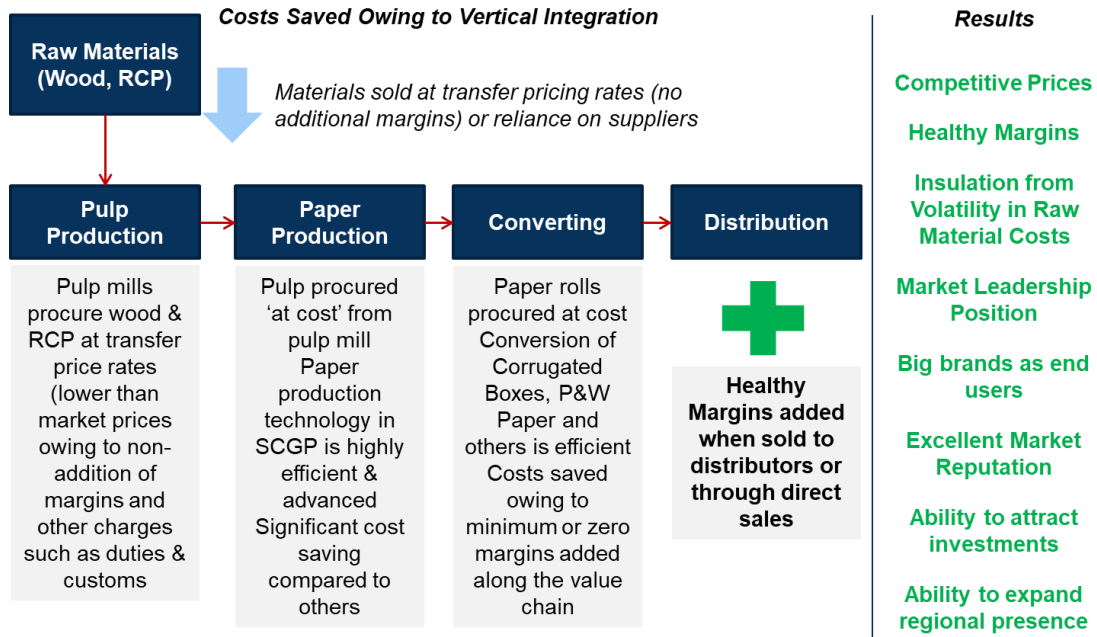 Costs Saved Owing to Vertical Integration
Raw Materials
(Wood, RCP)
Materials sold at transfer pricing rates (no
additional margins) or reliance on suppliers
Pulp
Production
Pulp mills
procure wood &
RCP at transfer
price rates
(lower than
market prices
owing to non-
addition of
margins and
other charges
such as duties &
customs
Paper
Production
Pulp procured
‘at cost’ from
pulp mill
Paper
production
technology in
SCGP is highly
efficient &
advanced
Significant cost
saving
compared to
others
Converting
Paper rolls
procured at cost
Conversion of
Corrugated
Boxes, P&W
Paper and
others is efficient
Costs saved
owing to
minimum or zero
margins added
along the value
chain
Distribution
Healthy
Margins added
when sold to
distributors or
through direct
sales
Results
Competitive Prices
Healthy Margins
Insulation from
Volatility in Raw
Material Costs
Market Leadership
Position
Big brands as end
users
Excellent Market
Reputation
Ability to attract
investments
Ability to expand
regional presence